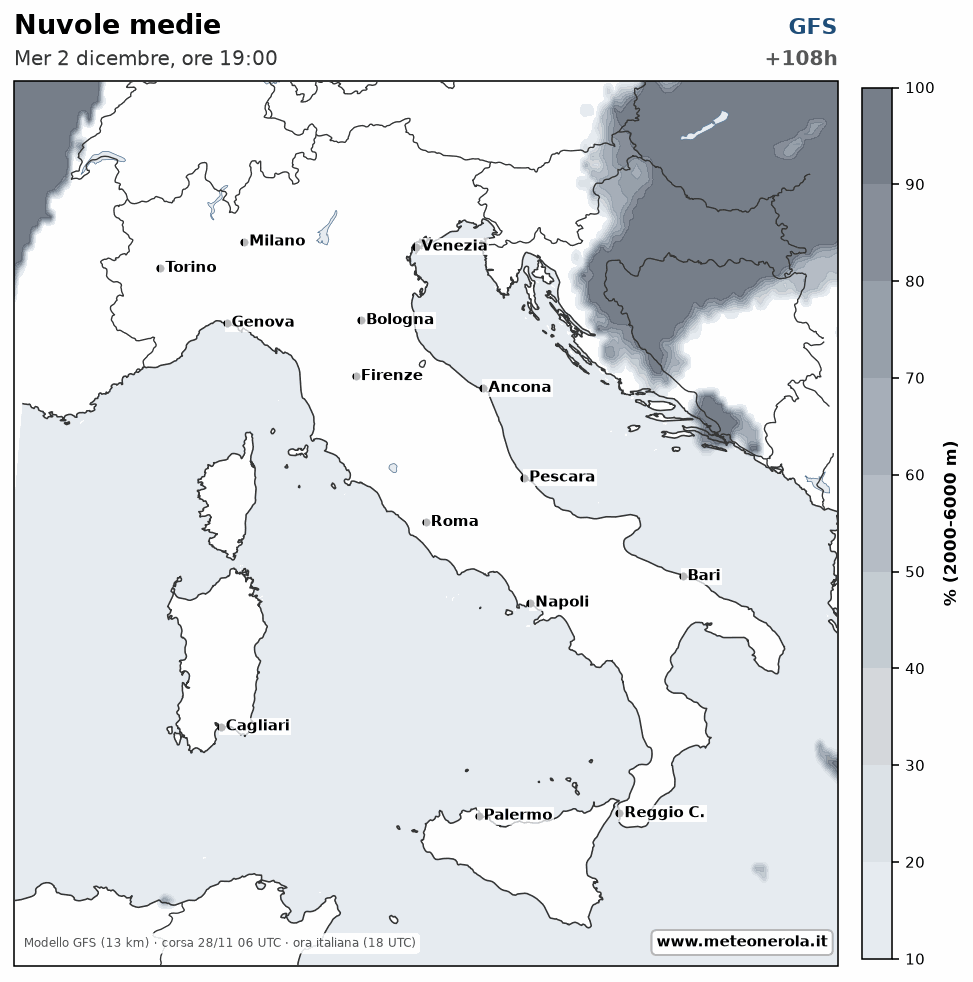 Nuvole medie
GFS
Mer 2 dicembre, ore 19:00
+108h
Milano
Venezia
Torino
Genova
Bologna
Firenze
Ancona
Pescara
Roma
Bari
Napoli
Cagliari
Palermo
Reggio C.
Modello GFS (13 km) · corsa 28/11 06 UTC · ora italiana (18 UTC)
www.meteonerola.it
100
90
80
70
60
50
40
30
20
10
% (2000-6000 m)